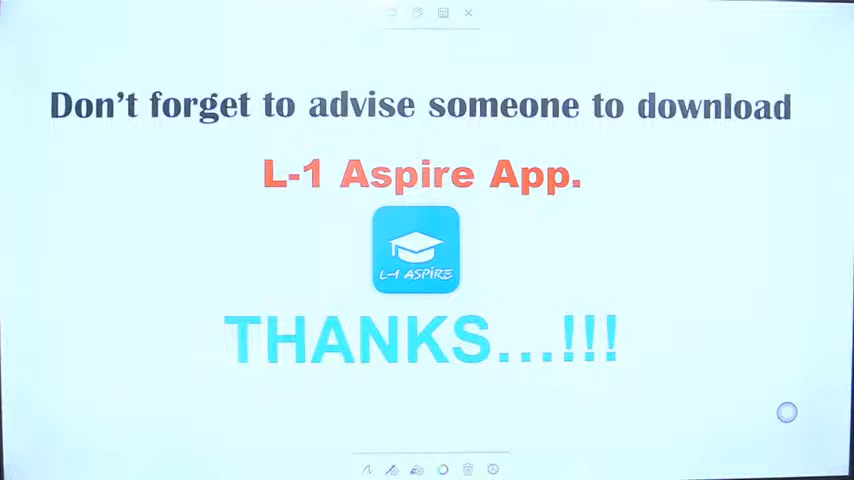 Don't forget to advise someone to download
L-1 Aspire App.
L-1 ASPIRE
THANKS...!!!